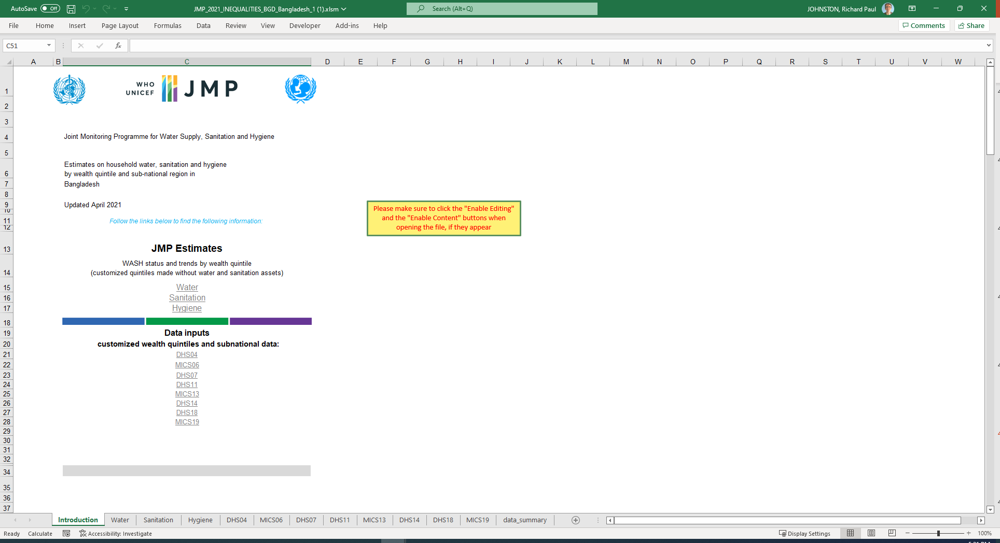 AutoSave Off JMP_2021_INEQUALITIES_BGD_Bangladesh_1 (1).xlsm Search (Alt+Q) JOHNSTON, Richard Paul
File Home Insert Page Layout Formulas Data Review View Developer Add-ins Help Comments Share
C51 fx
A B C D E F G H I J K L M N O P Q R S T U V W
WHO
UNICEF
JMP
1
2
3
4 Joint Monitoring Programme for Water Supply, Sanitation and Hygiene
5
Estimates on household water, sanitation and hygiene
6 by wealth quintile and sub-national region in
7 Bangladesh
8
9 Updated April 2021
10
11 Follow the links below to find the following information:
12
Please make sure to click the "Enable Editing"
and the "Enable Content" buttons when
opening the file, if they appear
13 JMP Estimates
WASH status and trends by wealth quintile
14 (customized quintiles made without water and sanitation assets)
15 Water
16 Sanitation
17 Hygiene
18
19 Data inputs
20 customized wealth quintiles and subnational data:
21 DHS04
22 MICS06
23 DHS07
24 DHS11
25 MICS13
26 DHS14
27 DHS18
28 MICS19
29
30
31
32
34
35
36
37
Introduction Water Sanitation Hygiene DHS04 MICS06 DHS07 DHS11 MICS13 DHS14 DHS18 MICS19 data_summary
Ready Calculate Accessibility: Investigate Display Settings 100%